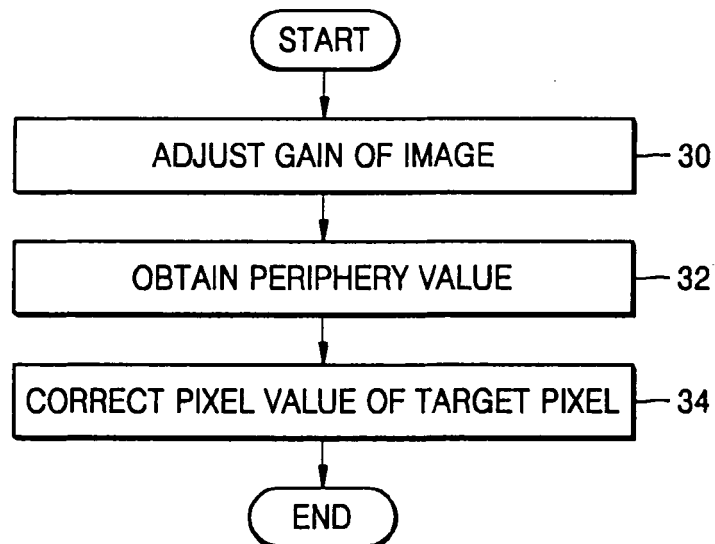 START
ADJUST GAIN OF IMAGE 30
OBTAIN PERIPHERY VALUE 32
CORRECT PIXEL VALUE OF TARGET PIXEL 34
END